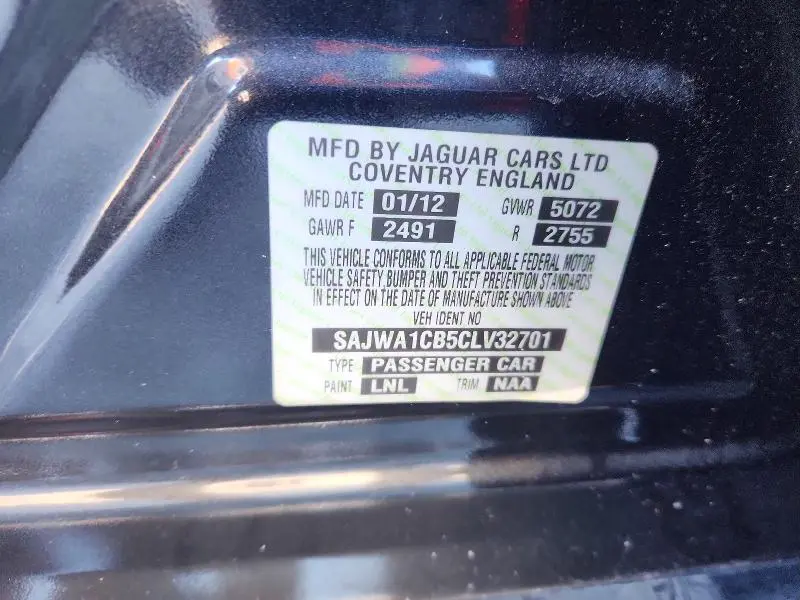 MFD BY JAGUAR CARS LTD
COVENTRY ENGLAND
MFD DATE 01/12 GVWR 5072
GAWR F 2491 R 2755
THIS VEHICLE CONFORMS TO ALL APPLICABLE FEDERAL MOTOR
VEHICLE SAFETY BUMPER AND THEFT PREVENTION STANDARDS
IN EFFECT ON THE DATE OF MANUFACTURE SHOWN ABOVE
VEH IDENT NO
SAJWA1CB5CLV32701
TYPE PASSENGER CAR
PAINT LNL TRIM NAA